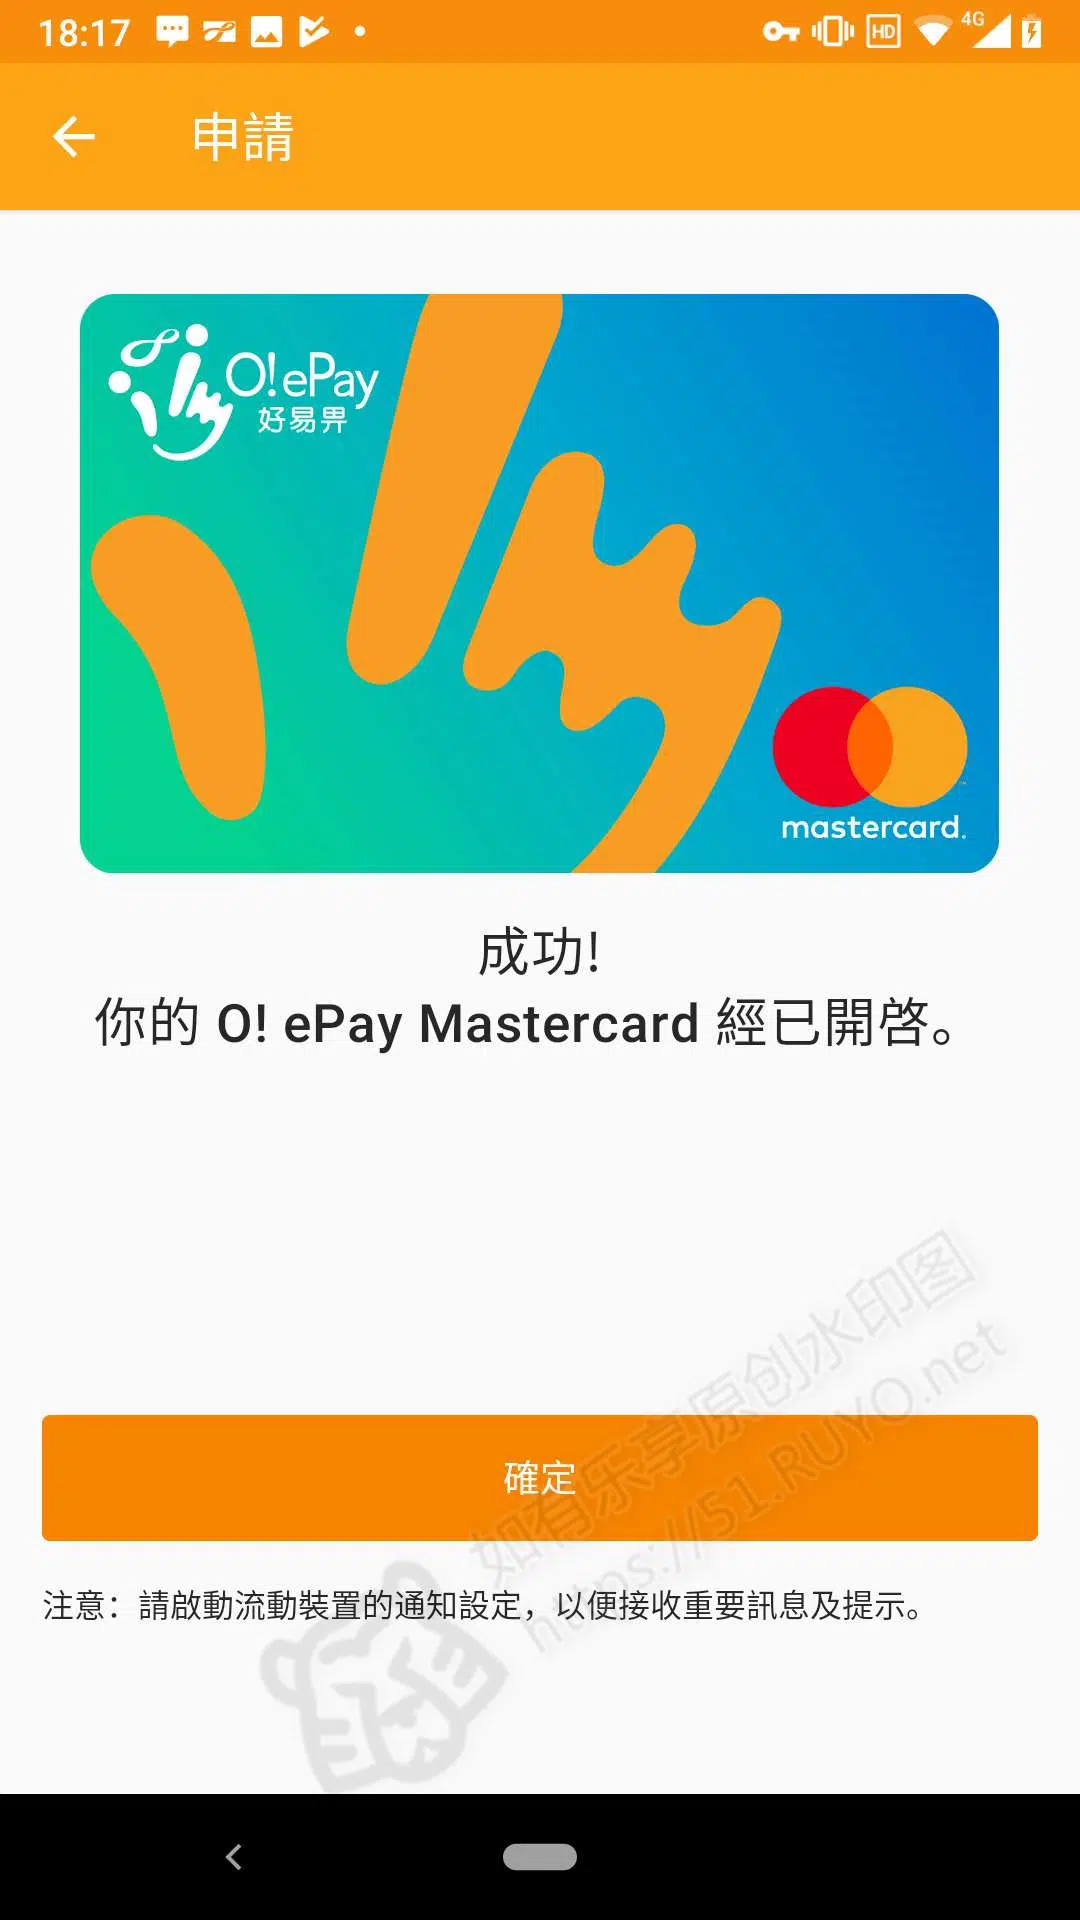 18:17
HD
4G
申請
O! ePay
好易畀
mastercard.
成功!
你的 O! ePay Mastercard 經已開啓。
確定
注意：請啟動流動裝置的通知設定，以便接收重要訊息及提示。
如有乐享原创水印图
https://51.RUYO.net